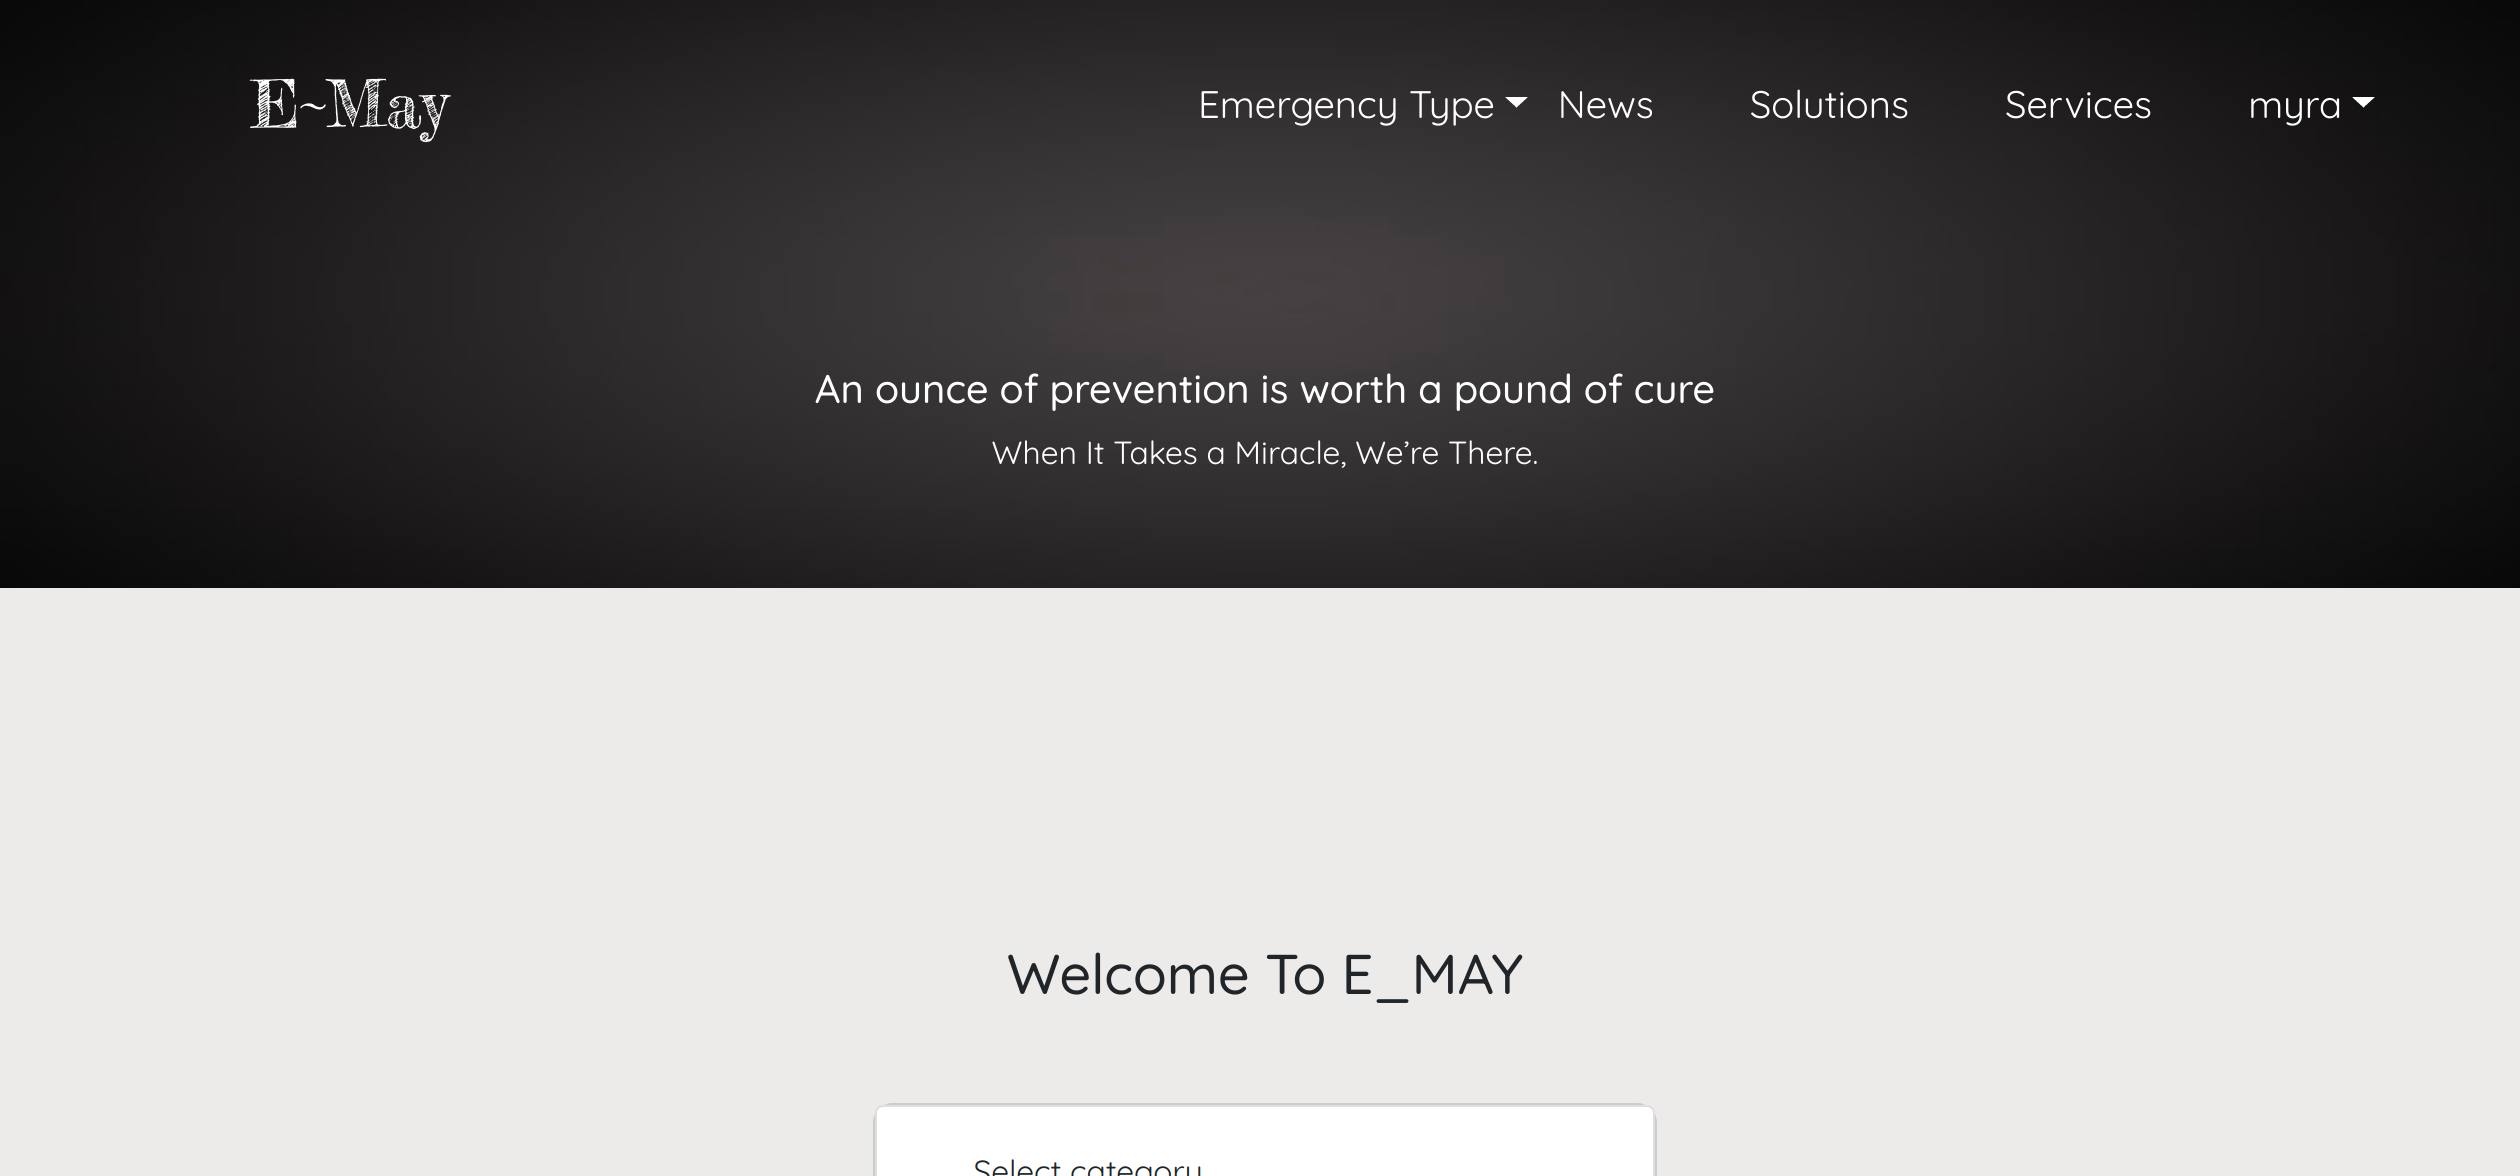 E~May
Emergency Type News Solutions Services myra
An ounce of prevention is worth a pound of cure
When It Takes a Miracle, We’re There.
Welcome To E_MAY
Select category